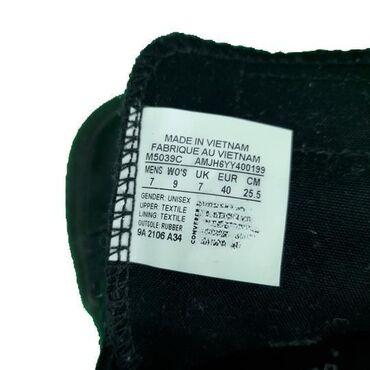 MADE IN VIETNAM
FABRIQUE AU VIETNAM
M5039C AMJH6YY400199
MENS WO'S UK EUR CM
7 9 7 40 25.5
GENDER: UNISEX
UPPER: TEXTILE
LINING: TEXTILE
OUTSOLE: RUBBER
9A 2106 A34
CONVERSE